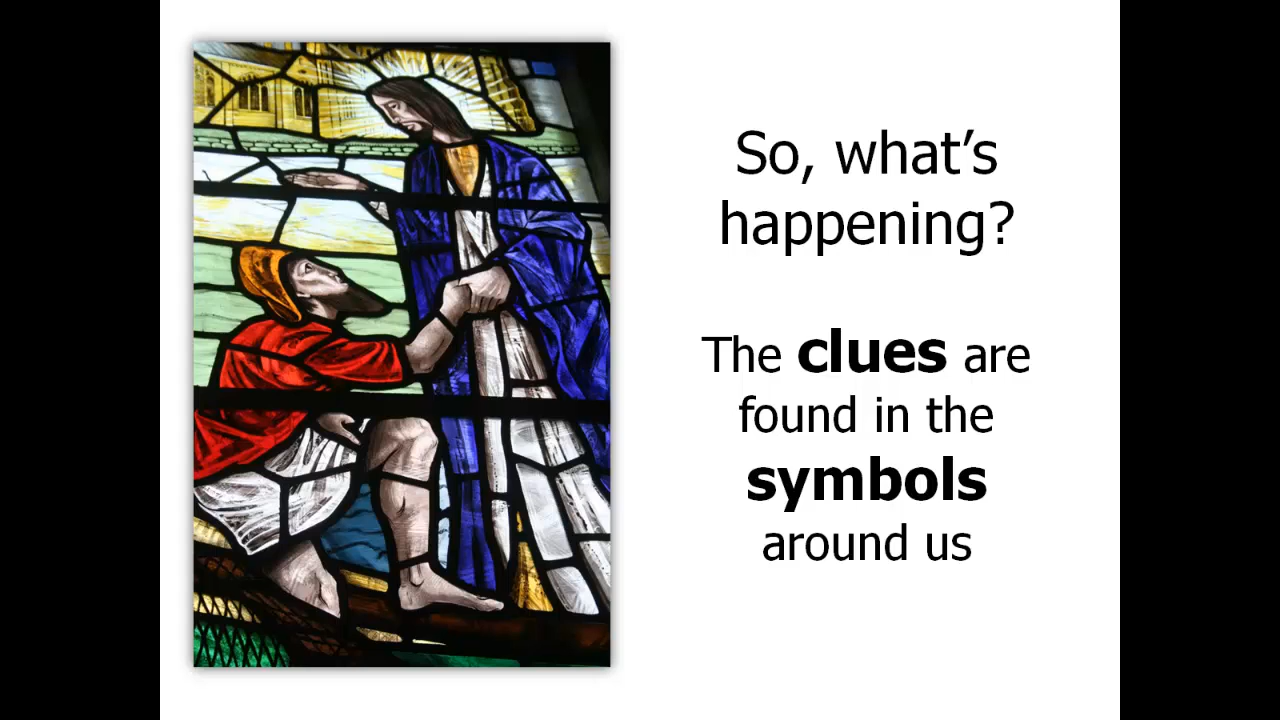 So, what’s
happening?
The clues are
found in the
symbols
around us